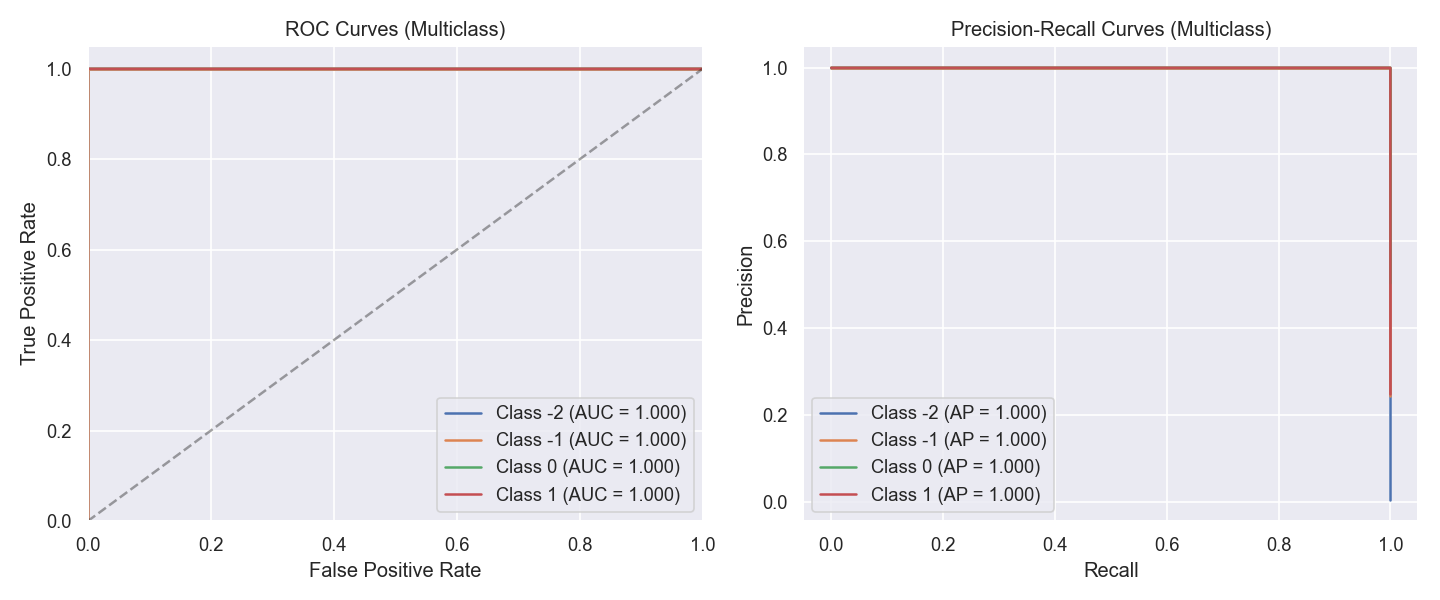 ROC Curves (Multiclass)
1.0
0.8
0.6
0.4
0.2
0.0
True Positive Rate
0.0 0.2 0.4 0.6 0.8 1.0
False Positive Rate
Class -2 (AUC = 1.000)
Class -1 (AUC = 1.000)
Class 0 (AUC = 1.000)
Class 1 (AUC = 1.000)
Precision-Recall Curves (Multiclass)
1.0
0.8
0.6
0.4
0.2
0.0
Precision
0.0 0.2 0.4 0.6 0.8 1.0
Recall
Class -2 (AP = 1.000)
Class -1 (AP = 1.000)
Class 0 (AP = 1.000)
Class 1 (AP = 1.000)